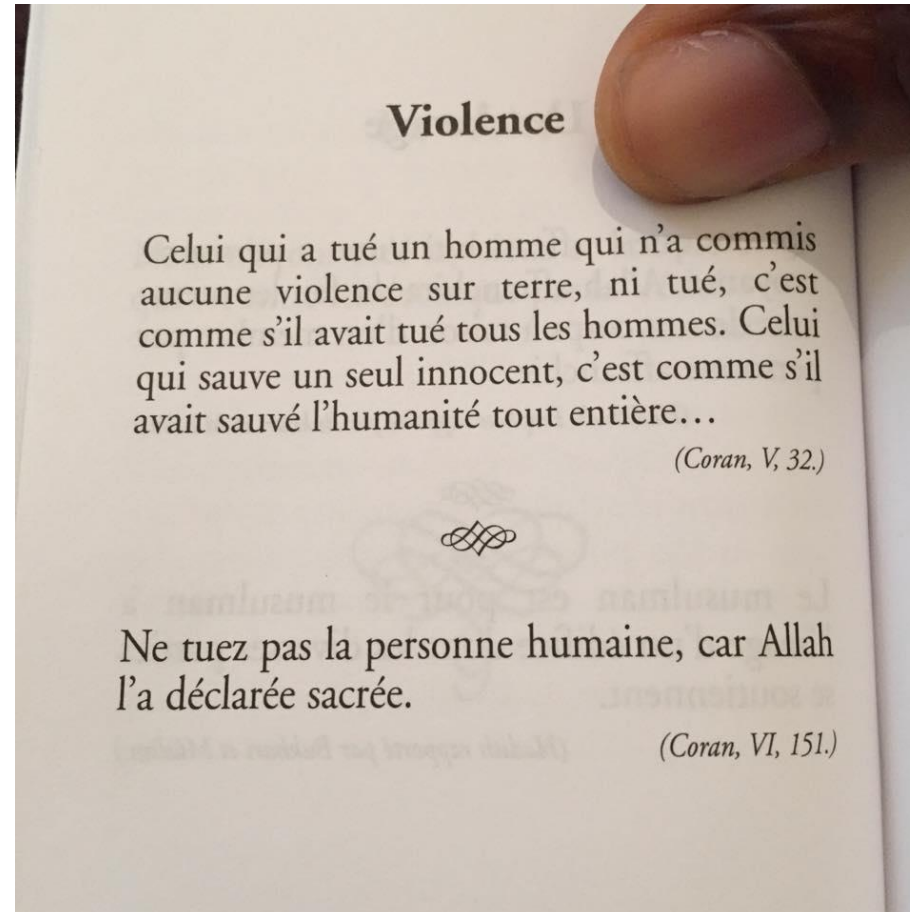 Violence
Celui qui a tué un homme qui n'a commis
aucune violence sur terre, ni tué, c'est
comme s'il avait tué tous les hommes. Celui
qui sauve un seul innocent, c'est comme s'il
avait sauvé l'humanité tout entière…
(Coran, V, 32.)
Ne tuez pas la personne humaine, car Allah
l'a déclarée sacrée.
(Coran, VI, 151.)